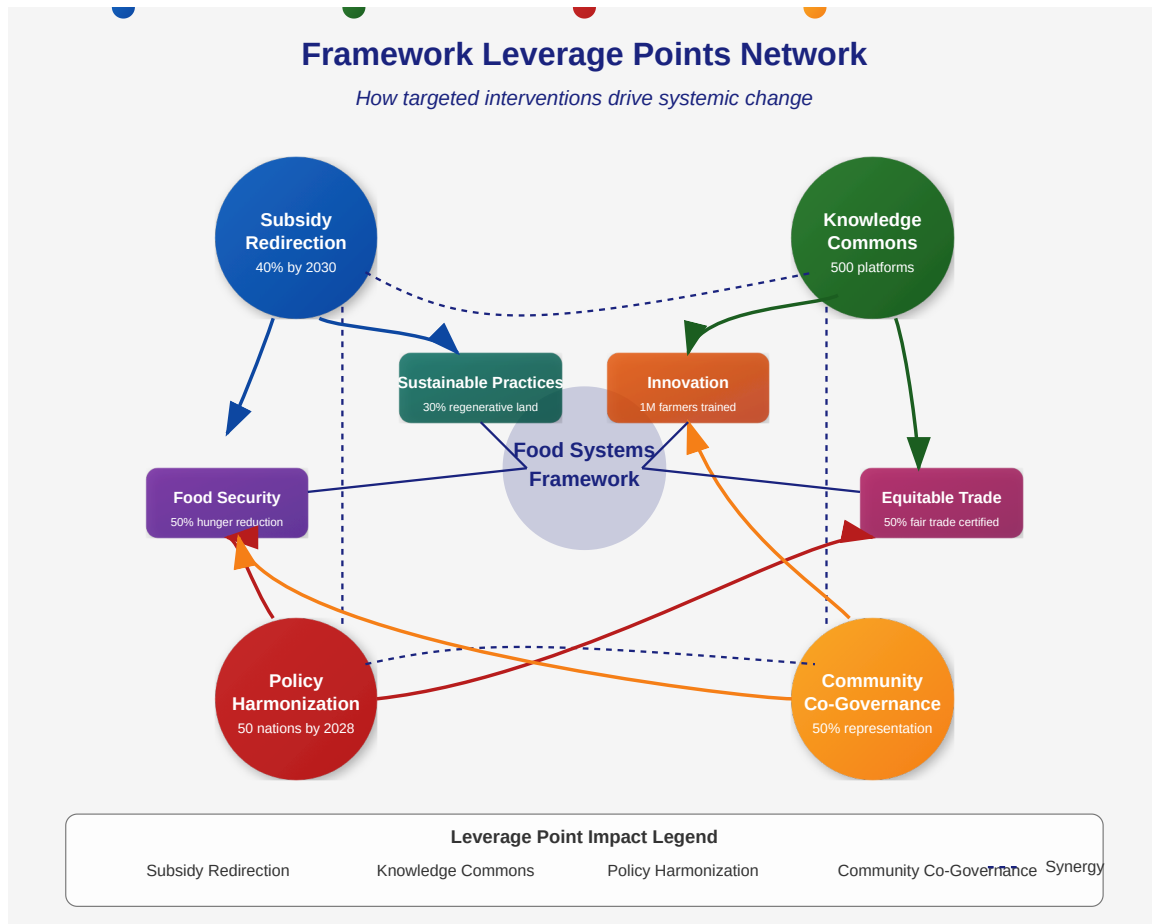 Framework Leverage Points Network
How targeted interventions drive systemic change
Subsidy
Redirection
40% by 2030
Knowledge
Commons
500 platforms
Sustainable Practices
30% regenerative land
Innovation
1M farmers trained
Food Systems
Framework
Food Security
50% hunger reduction
Equitable Trade
50% fair trade certified
Policy
Harmonization
50 nations by 2028
Community
Co-Governance
50% representation
Leverage Point Impact Legend
Subsidy Redirection
Knowledge Commons
Policy Harmonization
Community Co-Governance
Synergy